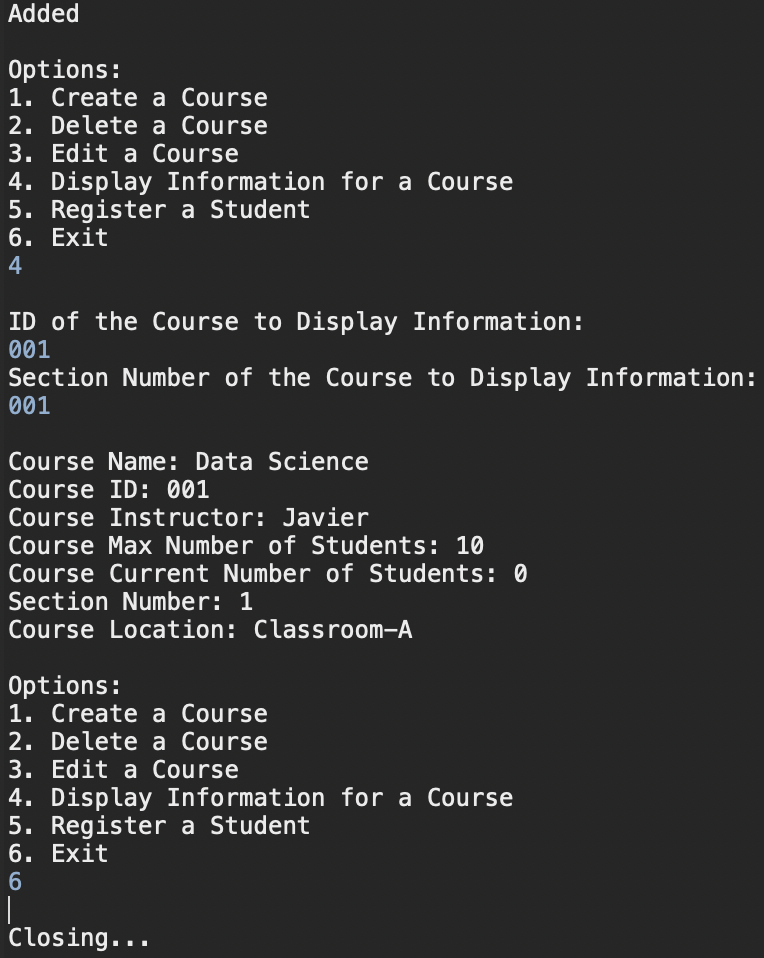 Added
Options:
1. Create a Course
2. Delete a Course
3. Edit a Course
4. Display Information for a Course
5. Register a Student
6. Exit
4
ID of the Course to Display Information:
001
Section Number of the Course to Display Information:
001
Course Name: Data Science
Course ID: 001
Course Instructor: Javier
Course Max Number of Students: 10
Course Current Number of Students: 0
Section Number: 1
Course Location: Classroom-A
Options:
1. Create a Course
2. Delete a Course
3. Edit a Course
4. Display Information for a Course
5. Register a Student
6. Exit
6
Closing...